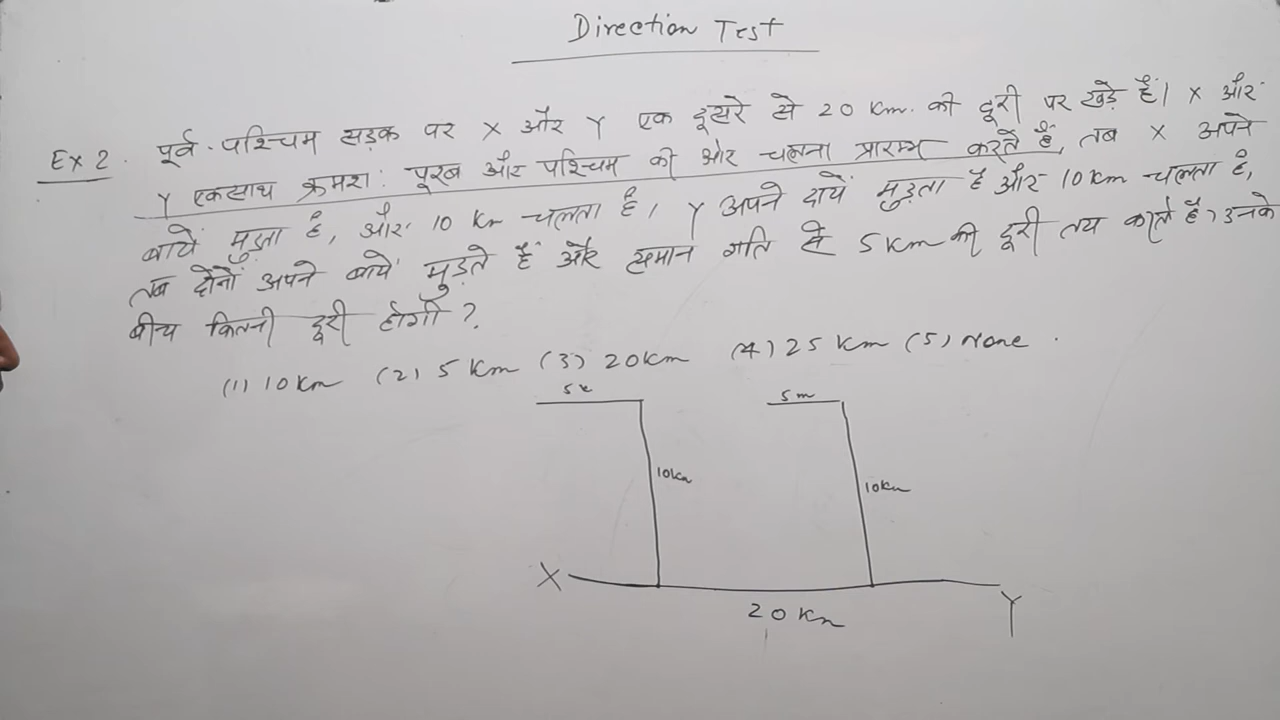 Direction Test
Ex 2. पूर्व-पश्चिम सड़क पर X और Y एक दूसरे से 20 Km. की दूरी पर खड़े हैं। X और
Y एकसाथ क्रमश: पूरब और पश्चिम की ओर चलना प्रारम्भ करते हैं, तब X अपने
बायें मुड़ता है, और 10 Km चलता है। Y अपने दायें मुड़ता है और 10 Km चलता है,
तब दोनों अपने बायें मुड़ते हैं और समान गति से 5 Km की दूरी तय करते हैं। उनके
बीच कितनी दूरी होगी?
(1) 10 Km (2) 5 Km (3) 20 Km (4) 25 Km (5) None.
5m
10Km
10Km
X
20 Km
Y